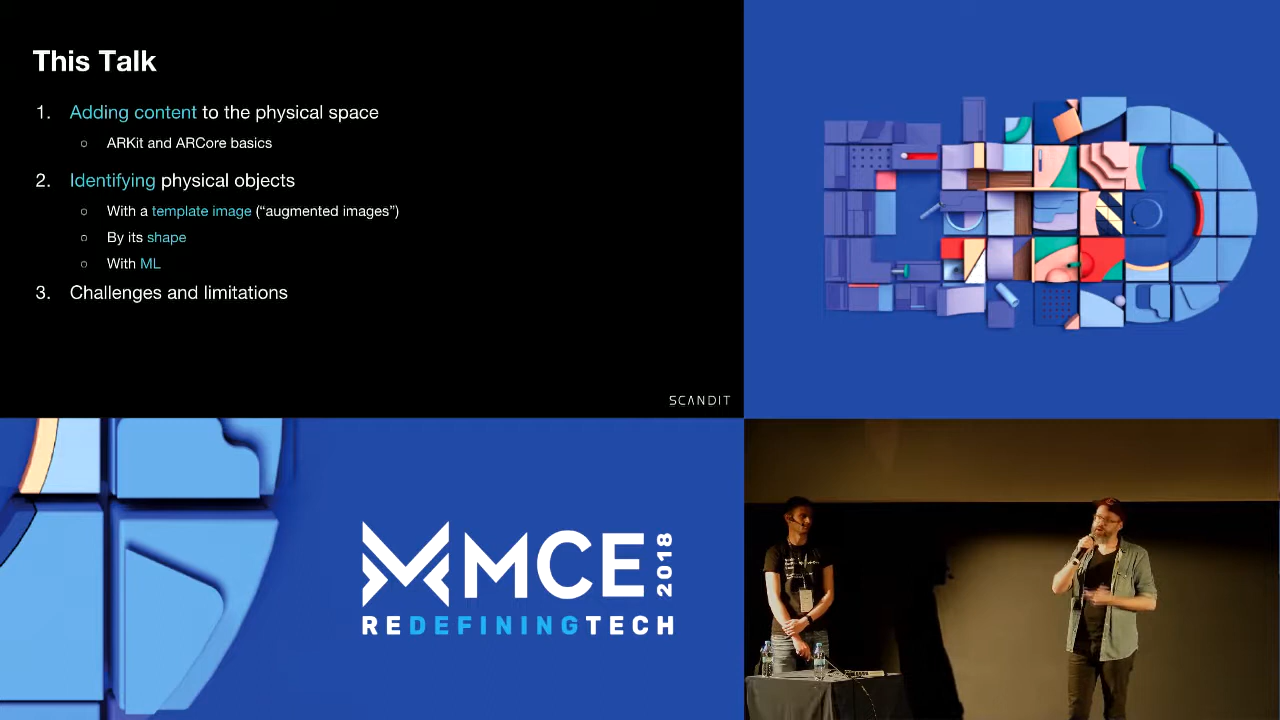 This Talk
1. Adding content to the physical space
○ ARKit and ARCore basics
2. Identifying physical objects
○ With a template image (“augmented images”)
○ By its shape
○ With ML
3. Challenges and limitations
SCANDIT
MCE 2018
REDEFININGTECH